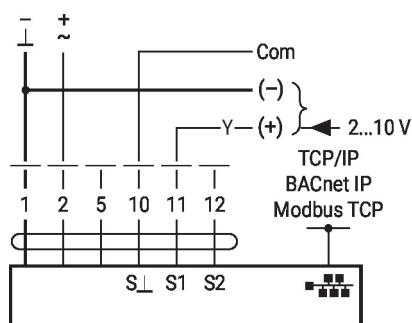 – +
⊥ ~
Com
(–)
Y (+) 2...10 V
TCP/IP
BACnet IP
Modbus TCP
1 2 5 10 11 12
S⊥ S1 S2